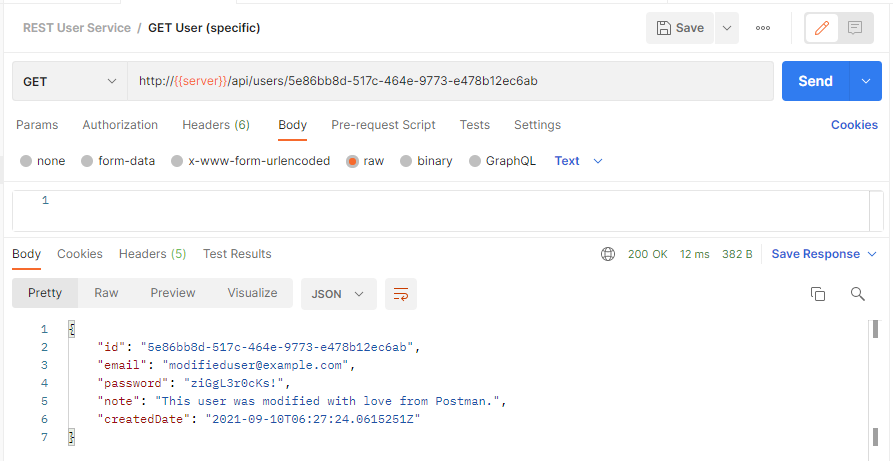 REST User Service / GET User (specific)
Save
GET http://{{server}}/api/users/5e86bb8d-517c-464e-9773-e478b12ec6ab Send
Params Authorization Headers (6) Body Pre-request Script Tests Settings Cookies
none form-data x-www-form-urlencoded raw binary GraphQL Text
1
Body Cookies Headers (5) Test Results 200 OK 12 ms 382 B Save Response
Pretty Raw Preview Visualize JSON
1 {
2 "id": "5e86bb8d-517c-464e-9773-e478b12ec6ab",
3 "email": "modifieduser@example.com",
4 "password": "ziGgL3r0cKs!",
5 "note": "This user was modified with love from Postman.",
6 "createdDate": "2021-09-10T06:27:24.0615251Z"
7 }